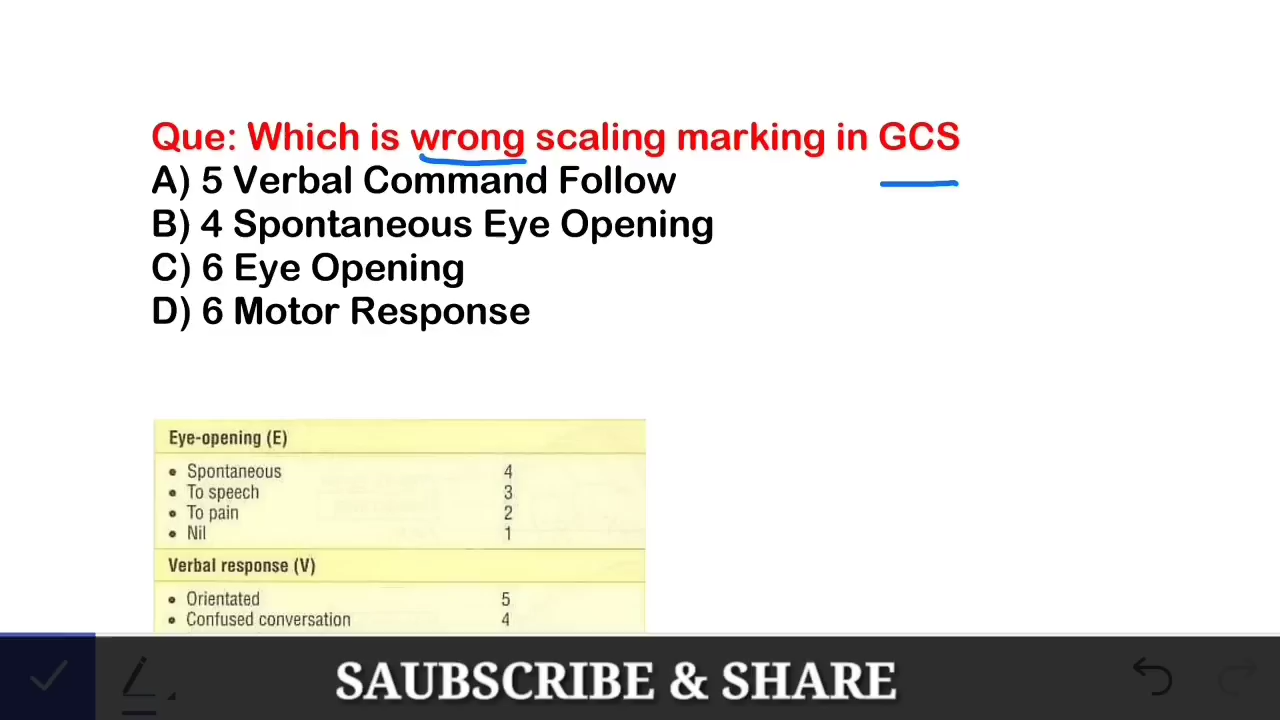 Que: Which is wrong scaling marking in GCS
A) 5 Verbal Command Follow
B) 4 Spontaneous Eye Opening
C) 6 Eye Opening
D) 6 Motor Response
Eye-opening (E)
• Spontaneous 4
• To speech 3
• To pain 2
• Nil 1
Verbal response (V)
• Orientated 5
• Confused conversation 4
SAUBSCRIBE & SHARE